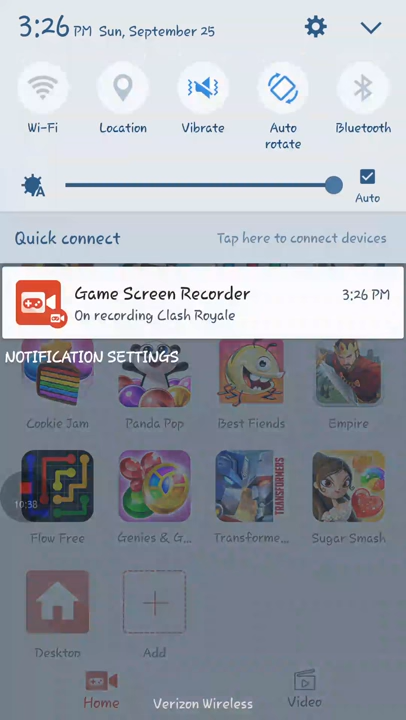 3:26 PM Sun, September 25
Wi-Fi
Location
Vibrate
Auto rotate
Bluetooth
A
Auto
Quick connect
Tap here to connect devices
Game Screen Recorder
3:26 PM
On recording Clash Royale
NOTIFICATION SETTINGS
Cookie Jam
Panda Pop
Best Fiends
Empire
TRANSFORMERS
10:38
Flow Free
Genies & G...
Transforme...
Sugar Smash
Desktop
Add
Home
Verizon Wireless
Video